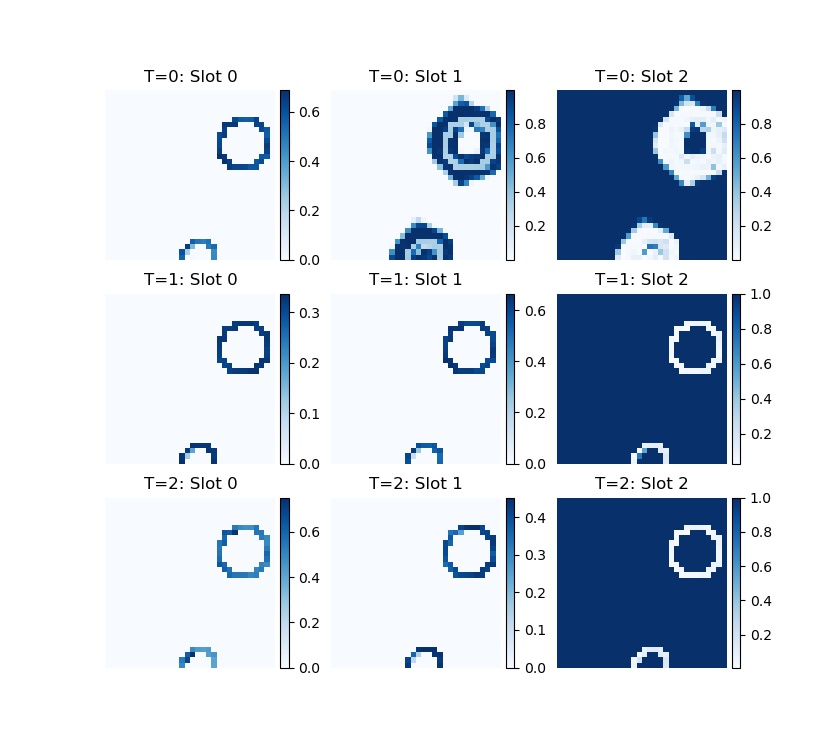 T=0: Slot 0 T=0: Slot 1 T=0: Slot 2
0.6 0.8 0.8
0.4 0.6 0.6
0.2 0.4 0.4
0.0 0.2 0.2
T=1: Slot 0 T=1: Slot 1 T=1: Slot 2
0.3 0.6 1.0
0.2 0.4 0.8
0.1 0.2 0.6
0.0 0.0 0.4
0.2
T=2: Slot 0 T=2: Slot 1 T=2: Slot 2
0.6 0.4 1.0
0.4 0.3 0.8
0.2 0.2 0.6
0.0 0.1 0.4
0.0 0.2